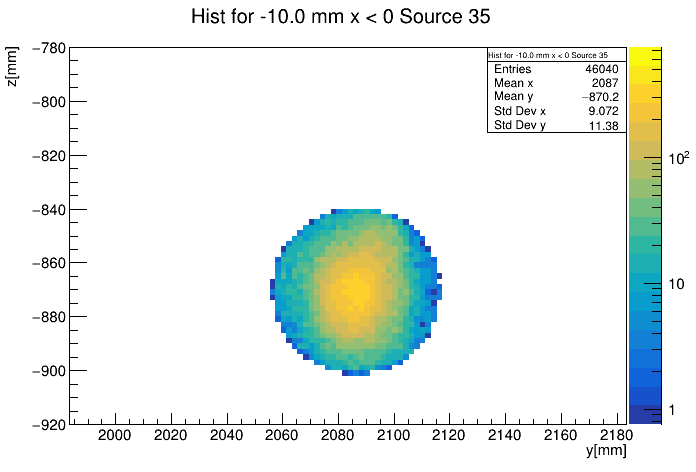 Hist for -10.0 mm x < 0 Source 35
z[mm]
−780
−800
−820
−840
−860
−880
−900
−920
Hist for -10.0 mm x < 0 Source 35
Entries 46040
Mean x 2087
Mean y −870.2
Std Dev x 9.072
Std Dev y 11.38
10²
10
1
2000 2020 2040 2060 2080 2100 2120 2140 2160 2180
y[mm]